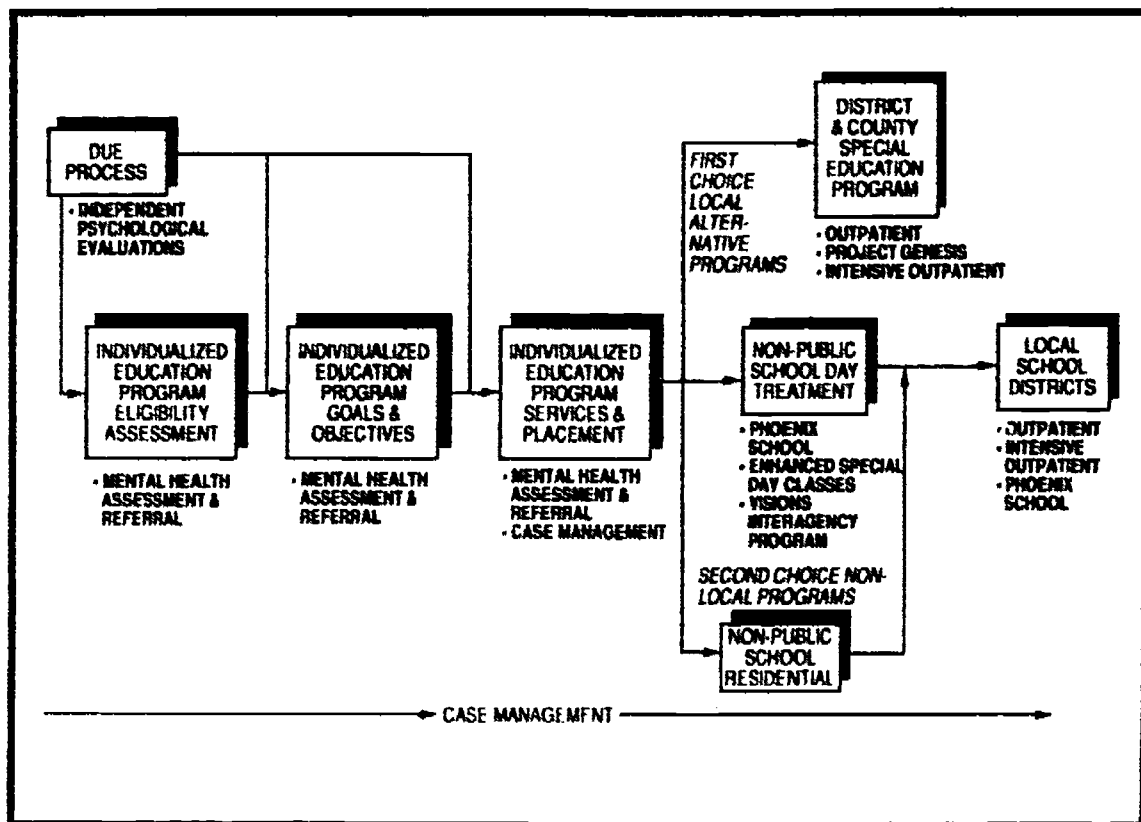 DUE
PROCESS
• INDEPENDENT
PSYCHOLOGICAL
EVALUATIONS
INDIVIDUALIZED
EDUCATION
PROGRAM
ELIGIBILITY
ASSESSMENT
• MENTAL HEALTH
ASSESSMENT &
REFERRAL
INDIVIDUALIZED
EDUCATION
PROGRAM
GOALS &
OBJECTIVES
• MENTAL HEALTH
ASSESSMENT &
REFERRAL
INDIVIDUALIZED
EDUCATION
PROGRAM
SERVICES &
PLACEMENT
• MENTAL HEALTH
ASSESSMENT &
REFERRAL
• CASE MANAGEMENT
FIRST
CHOICE
LOCAL
ALTER-
NATIVE
PROGRAMS
DISTRICT
& COUNTY
SPECIAL
EDUCATION
PROGRAM
• OUTPATIENT
• PROJECT GENESIS
• INTENSIVE OUTPATIENT
NON-PUBLIC
SCHOOL DAY
TREATMENT
• PHOENIX
SCHOOL
• ENHANCED SPECIAL
DAY CLASSES
• VISIONS
INTERAGENCY
PROGRAM
SECOND CHOICE NON-
LOCAL PROGRAMS
NON-PUBLIC
SCHOOL
RESIDENTIAL
LOCAL
SCHOOL
DISTRICTS
• OUTPATIENT
• INTENSIVE
OUTPATIENT
• PHOENIX
SCHOOL
CASE MANAGEMENT